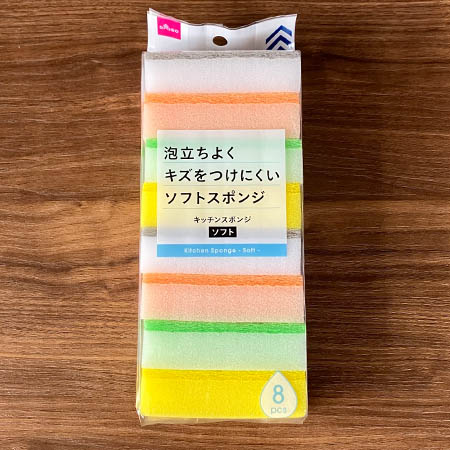 DAISO
泡立ちよく
キズをつけにくい
ソフトスポンジ
キッチンスポンジ
ソフト
Kitchen Sponge - Soft -
8
pcs